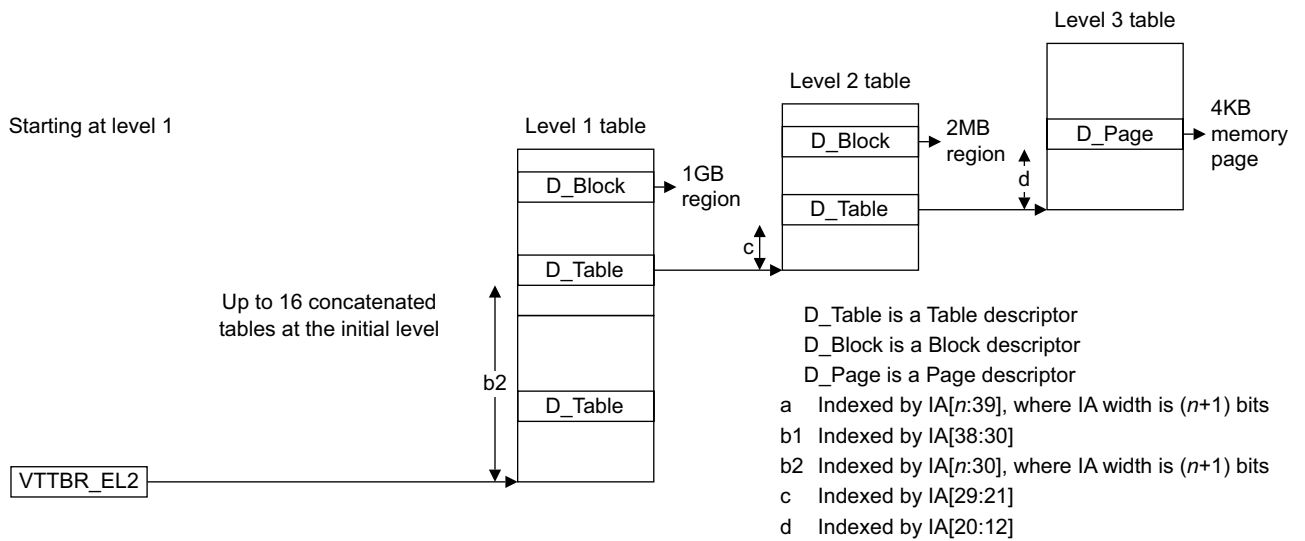 Level 3 table
Level 2 table
Starting at level 1
Level 1 table
D_Block
2MB
region
D_Page
4KB
memory
page
D_Block
1GB
region
d
D_Table
c
D_Table
Up to 16 concatenated
tables at the initial level
b2
D_Table
VTTBR_EL2
D_Table is a Table descriptor
D_Block is a Block descriptor
D_Page is a Page descriptor
a Indexed by IA[n:39], where IA width is (n+1) bits
b1 Indexed by IA[38:30]
b2 Indexed by IA[n:30], where IA width is (n+1) bits
c Indexed by IA[29:21]
d Indexed by IA[20:12]